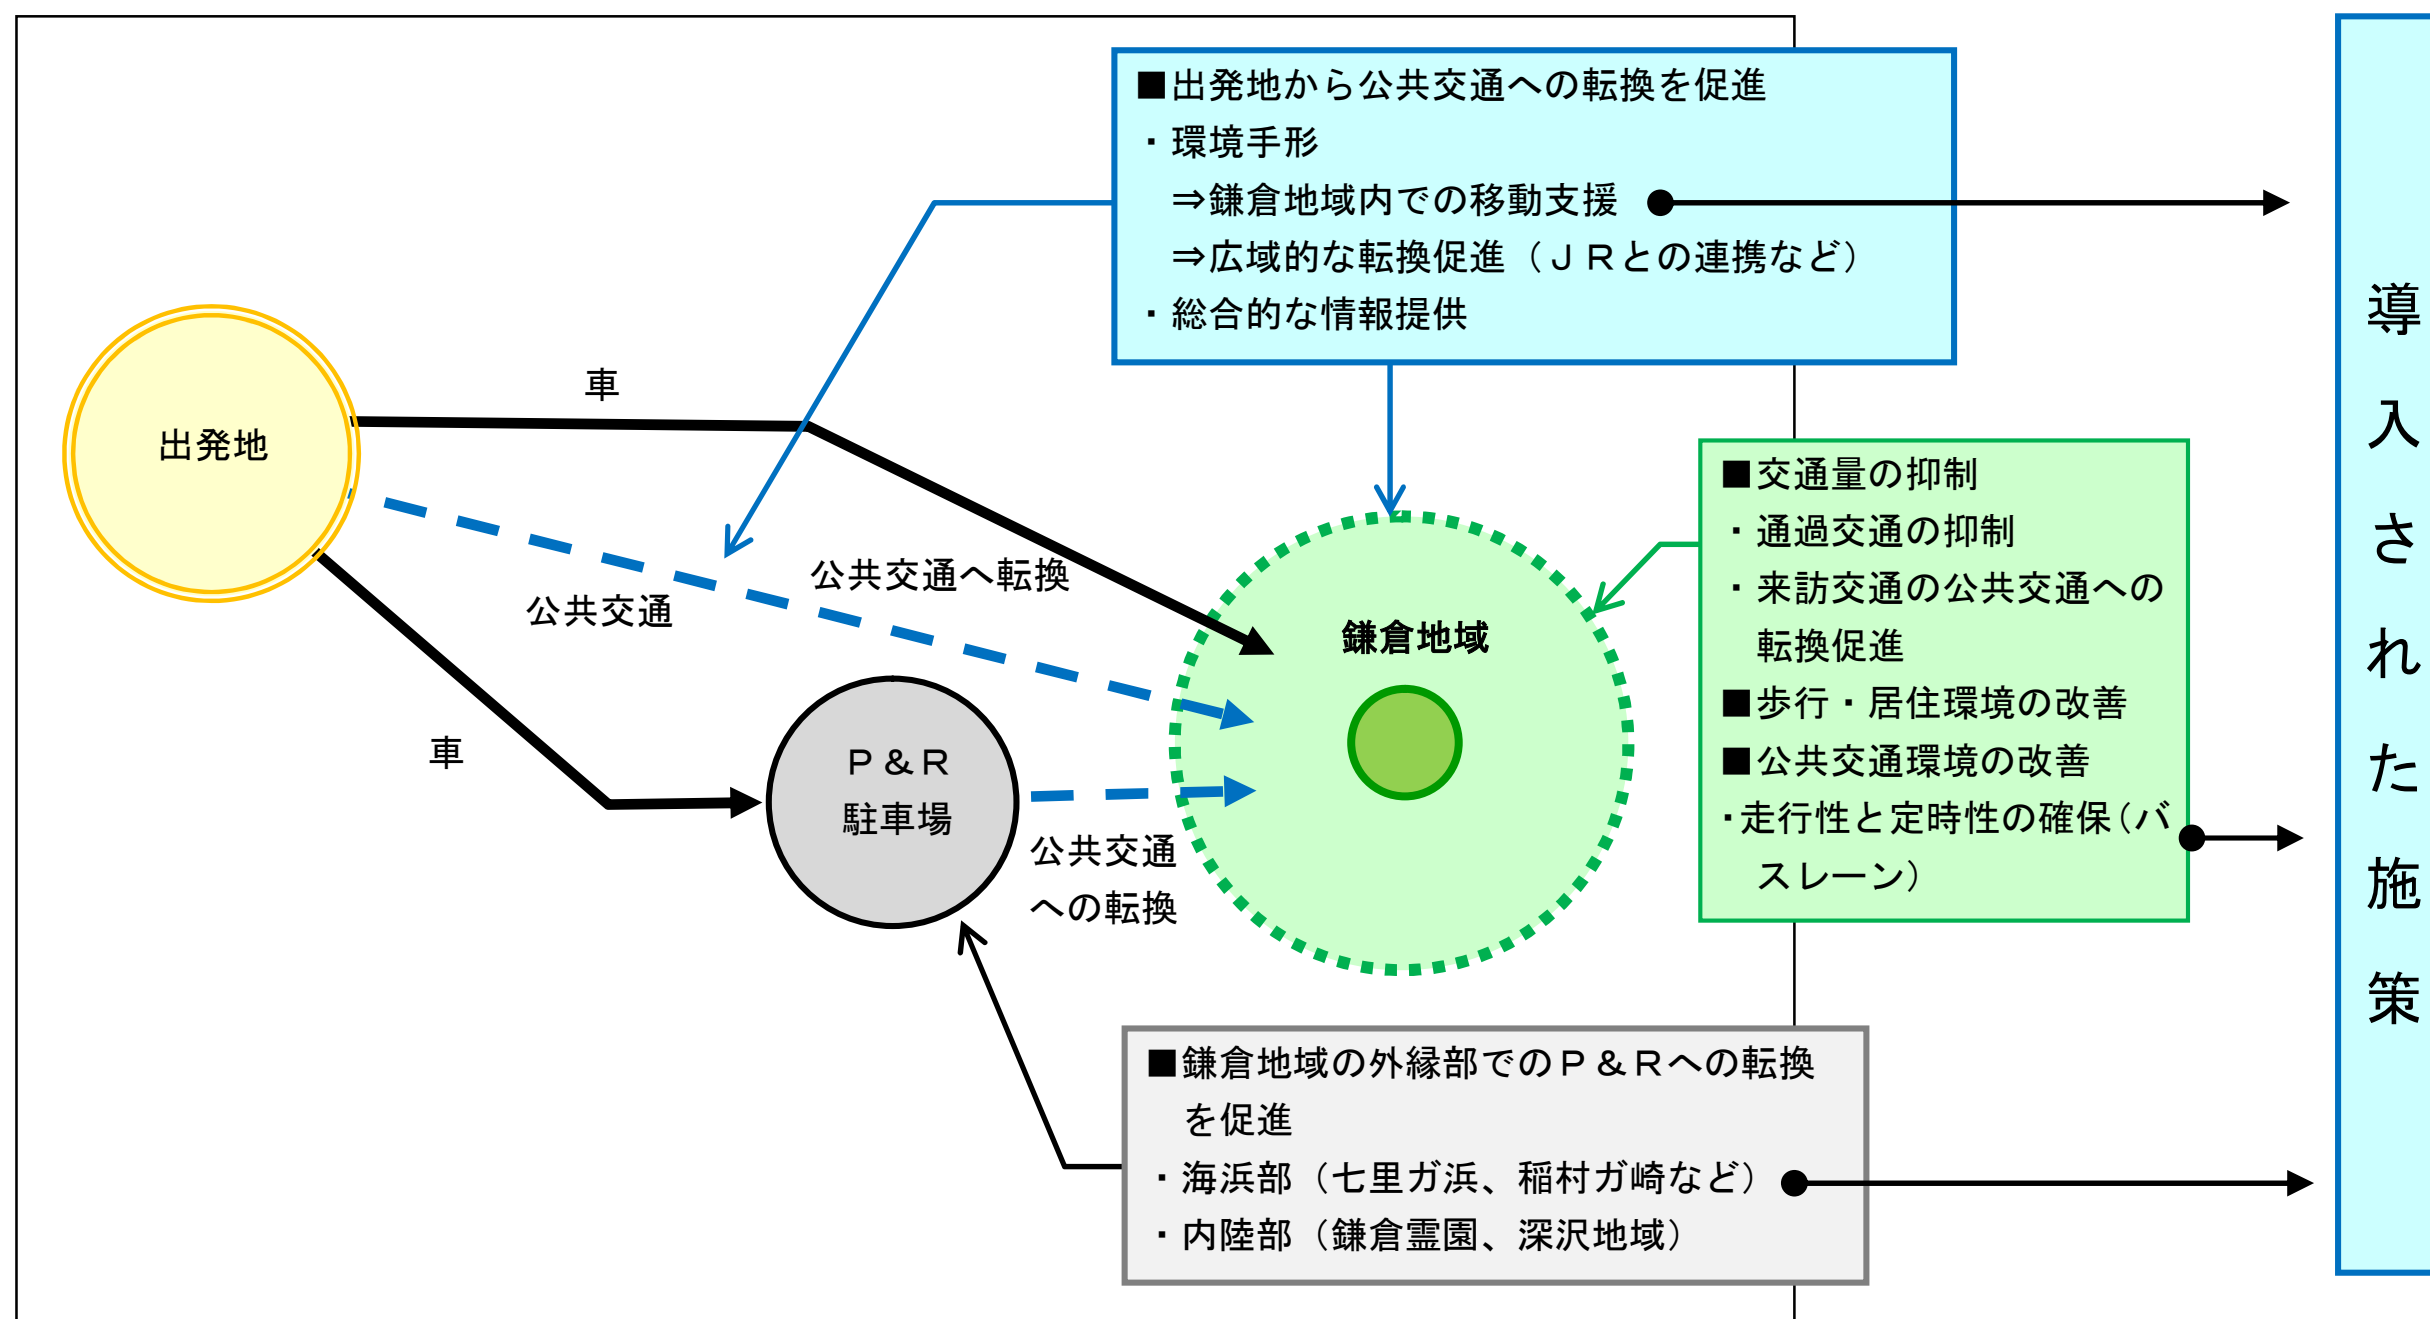 ■出発地から公共交通への転換を促進
・環境手形
⇒鎌倉地域内での移動支援
⇒広域的な転換促進（ＪＲとの連携など）
・総合的な情報提供
車
出発地
公共交通へ転換
公共交通
車
Ｐ＆Ｒ
駐車場
公共交通
への転換
鎌倉地域
■交通量の抑制
・通過交通の抑制
・来訪交通の公共交通への
転換促進
■歩行・居住環境の改善
■公共交通環境の改善
・走行性と定時性の確保（バ
スレーン）
■鎌倉地域の外縁部でのＰ＆Ｒへの転換
を促進
・海浜部（七里ガ浜、稲村ガ崎など）
・内陸部（鎌倉霊園、深沢地域）
導入された施策